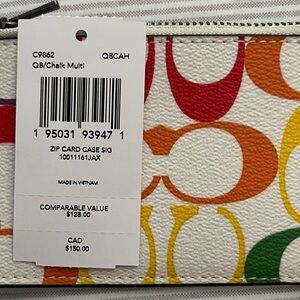 C9862 QBCAH
QB/Chalk Multi
1 95031 93947 1
ZIP CARD CASE SIG
10011161JAX
MADE IN VIETNAM
COMPARABLE VALUE
$128.00
CAD
$150.00